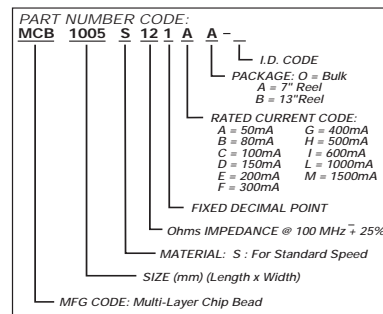 PART NUMBER CODE:
MCB 1005 S 12 1 A A - _
I.D. CODE
PACKAGE: O = Bulk
A = 7" Reel
B = 13"Reel
RATED CURRENT CODE:
A = 50mA G = 400mA
B = 80mA H = 500mA
C = 100mA I = 600mA
D = 150mA L = 1000mA
E = 200mA M = 1500mA
F = 300mA
FIXED DECIMAL POINT
Ohms IMPEDANCE @ 100 MHz ∓ 25%
MATERIAL: S : For Standard Speed
SIZE (mm) (Length x Width)
MFG CODE: Multi-Layer Chip Bead